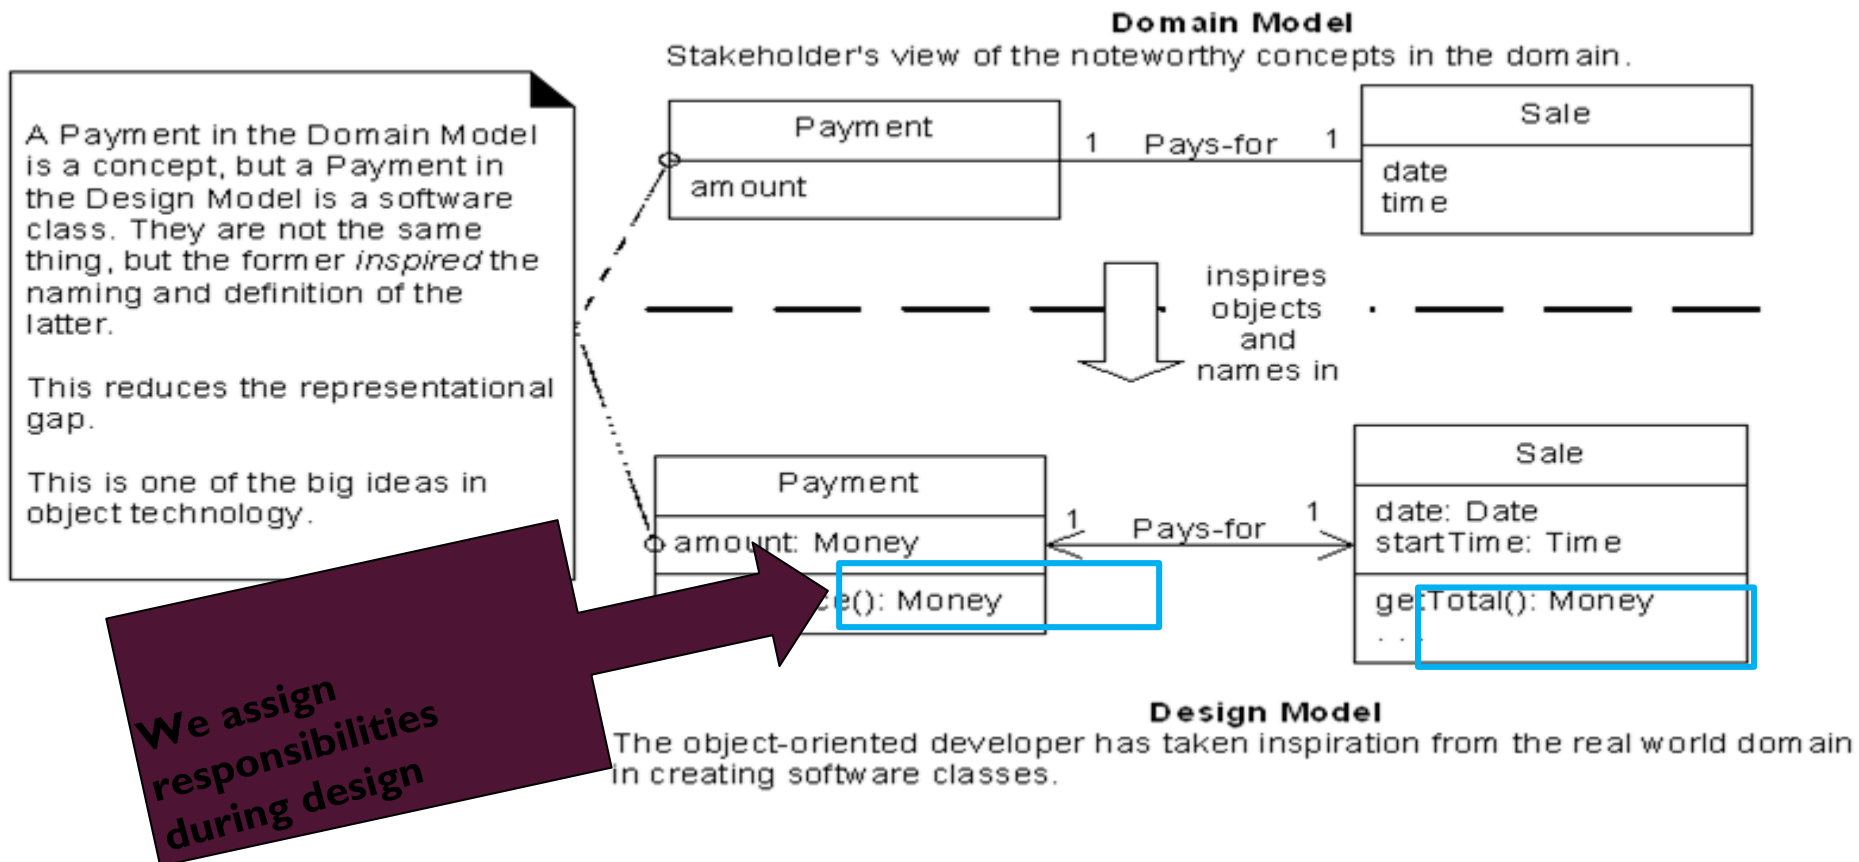 Domain Model
Stakeholder's view of the noteworthy concepts in the domain.
A Payment in the Domain Model
is a concept, but a Payment in
the Design Model is a software
class. They are not the same
thing, but the former inspired the
naming and definition of the
latter.
This reduces the representational
gap.
This is one of the big ideas in
object technology.
Payment
amount
1 Pays-for 1
Sale
date
time
inspires
objects
and
names in
Payment
amount: Money
ce(): Money
1 Pays-for 1
Sale
date: Date
startTime: Time
getTotal(): Money
. . .
We assign
responsibilities
during design
Design Model
The object-oriented developer has taken inspiration from the real world domain
in creating software classes.